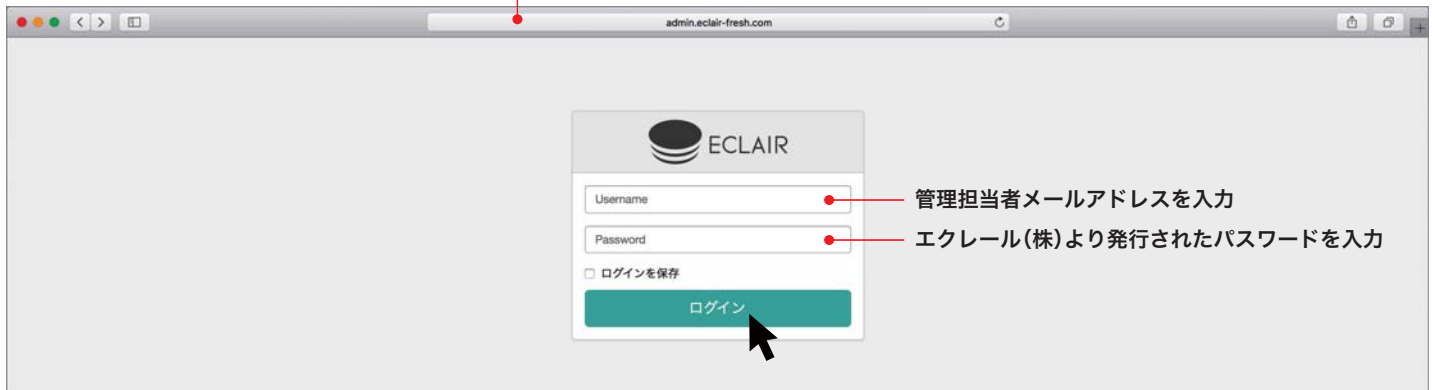 admin.eclair-fresh.com
ECLAIR
Username
管理担当者メールアドレスを入力
Password
エクレール(株)より発行されたパスワードを入力
ログインを保存
ログイン